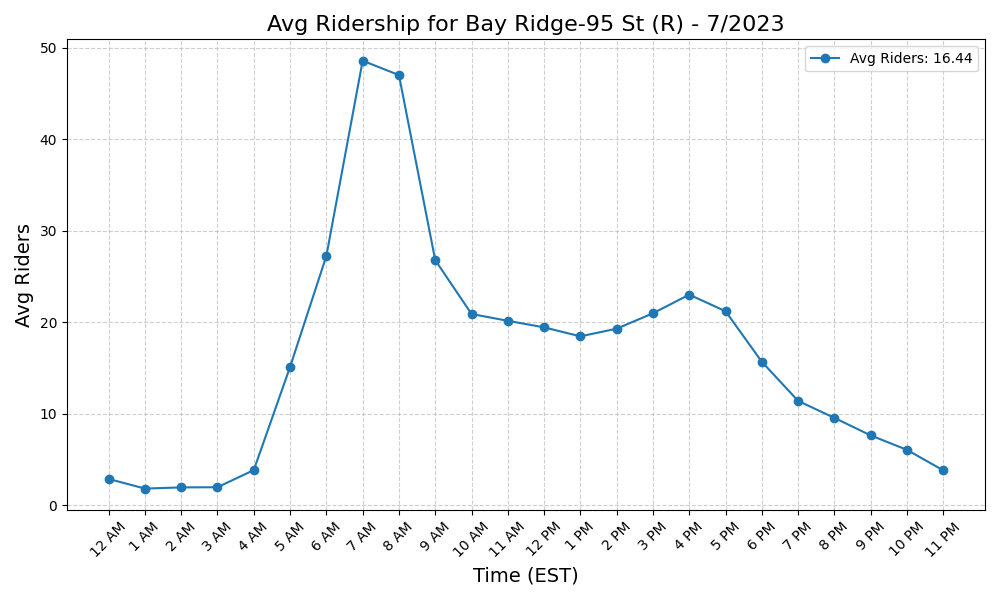 Avg Ridership for Bay Ridge-95 St (R) - 7/2023
Avg Riders: 16.44
Avg Riders
50
40
30
20
10
0
12 AM
1 AM
2 AM
3 AM
4 AM
5 AM
6 AM
7 AM
8 AM
9 AM
10 AM
11 AM
12 PM
1 PM
2 PM
3 PM
4 PM
5 PM
6 PM
7 PM
8 PM
9 PM
10 PM
11 PM
Time (EST)